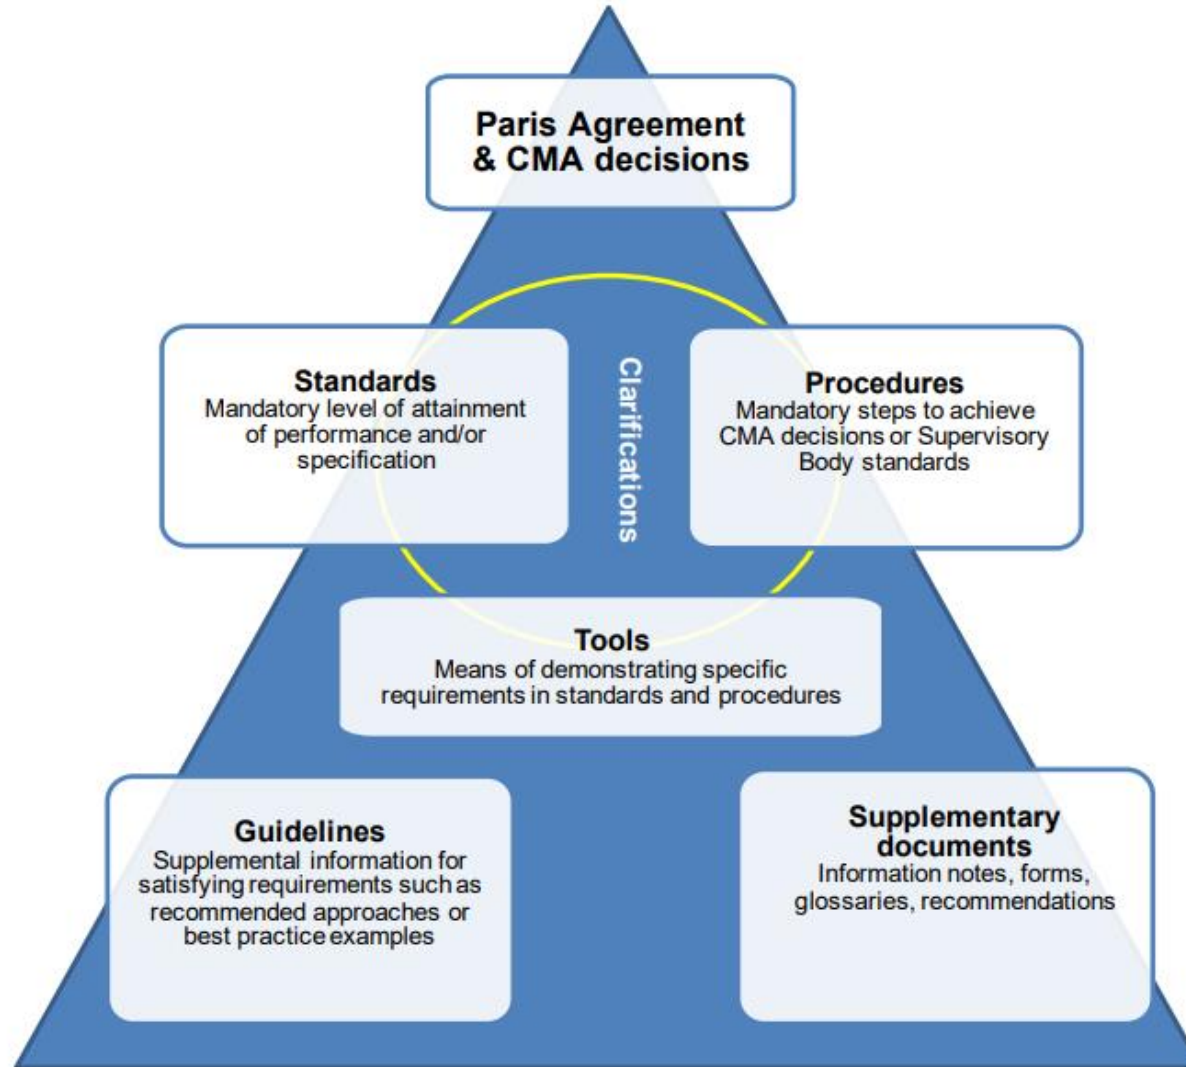 Paris Agreement
& CMA decisions
Standards
Mandatory level of attainment
of performance and/or
specification
Clarifications
Procedures
Mandatory steps to achieve
CMA decisions or Supervisory
Body standards
Tools
Means of demonstrating specific
requirements in standards and procedures
Guidelines
Supplemental information for
satisfying requirements such as
recommended approaches or
best practice examples
Supplementary
documents
Information notes, forms,
glossaries, recommendations